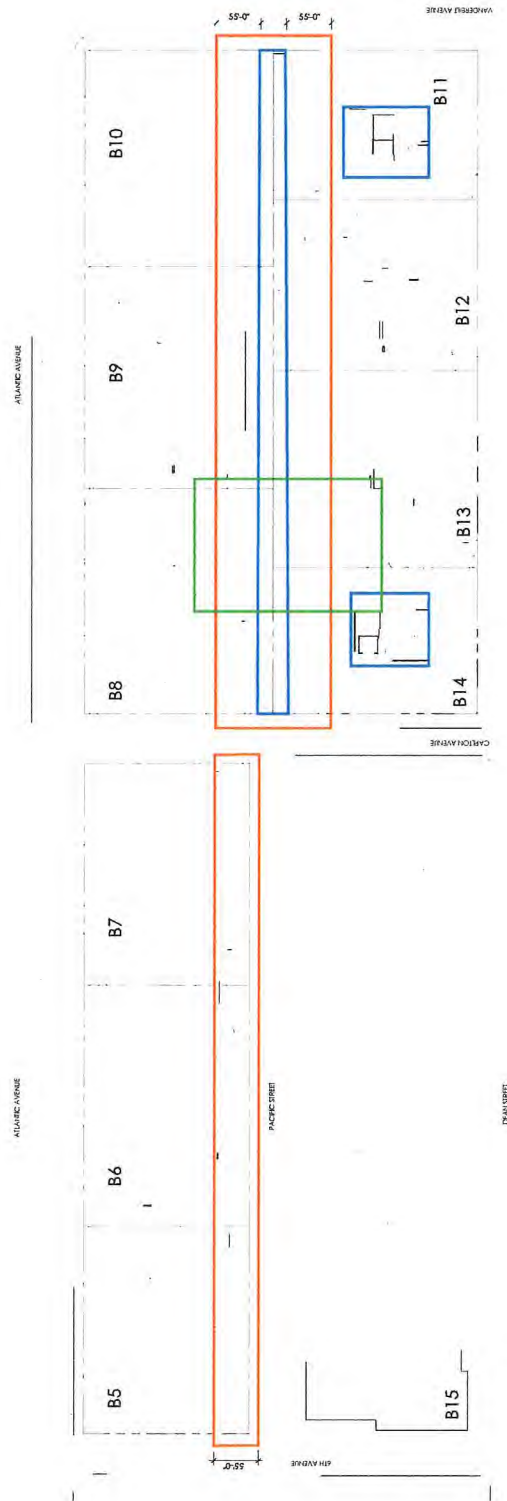 VANDERBILT AVENUE
55'-0"
55'-0"
B10
B11
ATLANTIC AVENUE
B9
B12
B13
B8
B14
CARLTON AVENUE
B7
ATLANTIC AVENUE
PACIFIC STREET
DEAN STREET
B6
B5
B15
55'-0"
6TH AVENUE